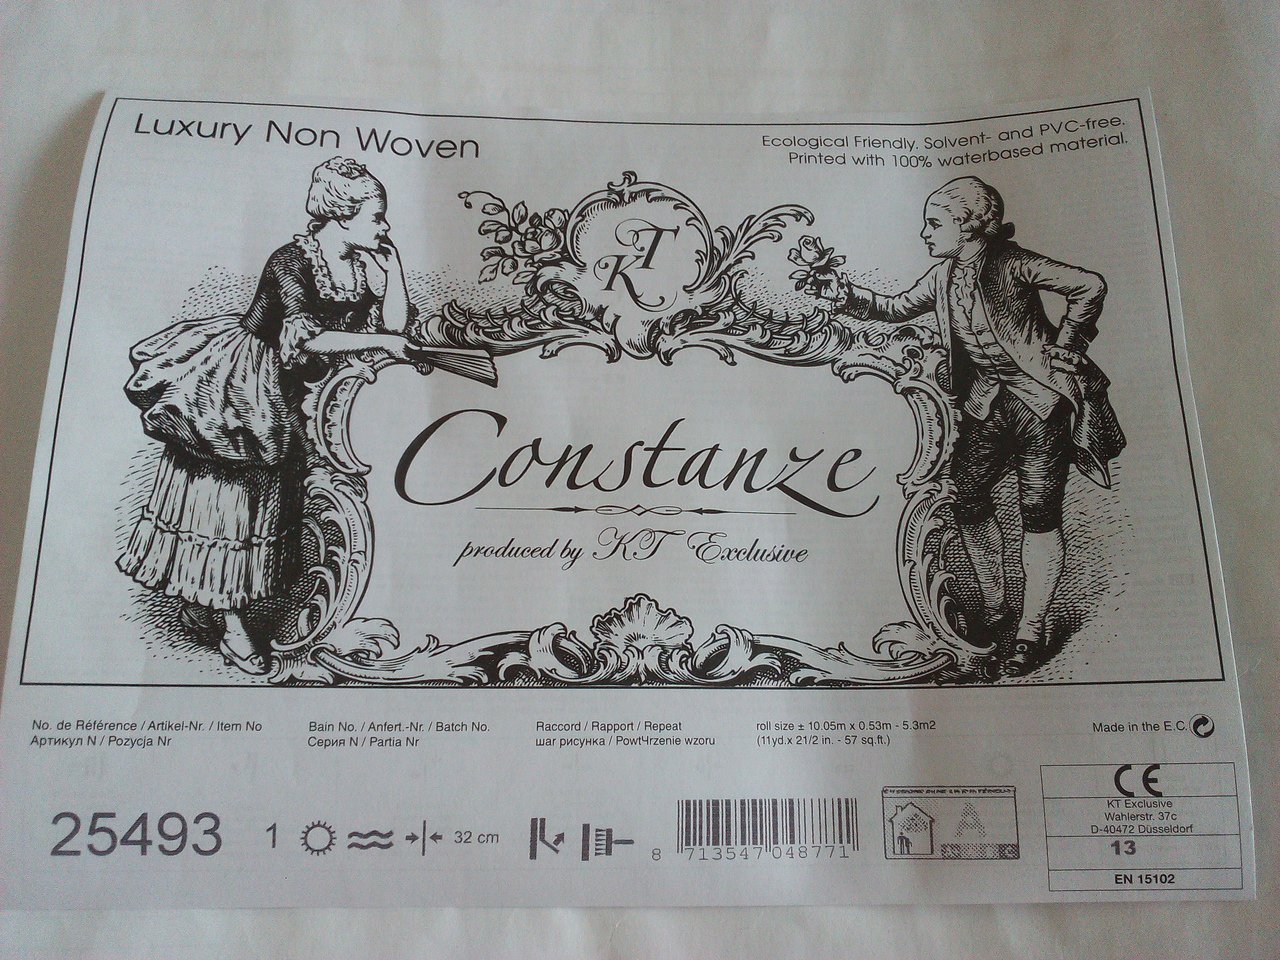 Luxury Non Woven
Ecological Friendly. Solvent- and PVC-free.
Printed with 100% waterbased material.
KT
Constanze
produced by KT Exclusive
No. de Référence / Artikel-Nr. / Item No
Артикул N / Pozycja Nr
Bain No. / Anfert.-Nr. / Batch No.
Серия N / Partia Nr
Raccord / Rapport / Repeat
шаг рисунка / PowtЧrzenie wzoru
roll size ± 10.05m x 0.53m - 5.3m2
(11yd.x 21/2 in. - 57 sq.ft.)
Made in the E.C.
25493
1
32 cm
8 713547 048771
A
CE
KT Exclusive
Wahlerstr. 37c
D-40472 Düsseldorf
13
EN 15102